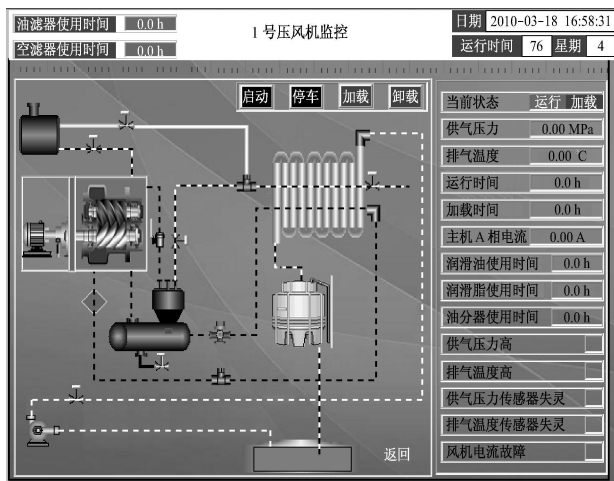 油滤器使用时间 0.0 h
空滤器使用时间 0.0 h
1号压风机监控
日期 2010-03-18 16:58:31
运行时间 76 星期 4
启动 停车 加载 卸载
当前状态 运行 加载
供气压力 0.00 MPa
排气温度 0.00 C
运行时间 0.0 h
加载时间 0.0 h
主机A相电流 0.00 A
润滑油使用时间 0.0 h
润滑脂使用时间 0.0 h
油分器使用时间 0.0 h
供气压力高
排气温度高
供气压力传感器失灵
排气温度传感器失灵
风机电流故障
返回